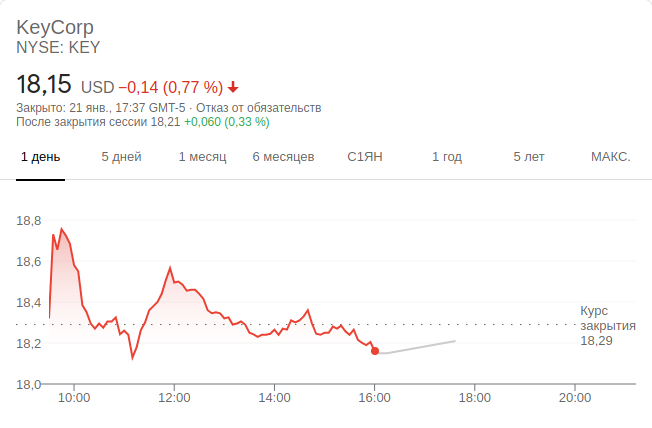 KeyCorp
NYSE: KEY
18,15 USD −0,14 (0,77 %)
Закрыто: 21 янв., 17:37 GMT-5 · Отказ от обязательств
После закрытия сессии 18,21 +0,060 (0,33 %)
1 день 5 дней 1 месяц 6 месяцев С1ЯН 1 год 5 лет МАКС.
18,8
18,6
18,4
Курс
закрытия
18,29
18,2
18,0
10:00 12:00 14:00 16:00 18:00 20:00